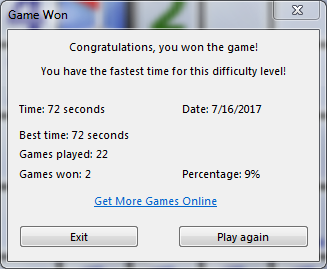 Game Won
Congratulations, you won the game!
You have the fastest time for this difficulty level!
Time: 72 seconds Date: 7/16/2017
Best time: 72 seconds
Games played: 22
Games won: 2 Percentage: 9%
Get More Games Online
Exit Play again